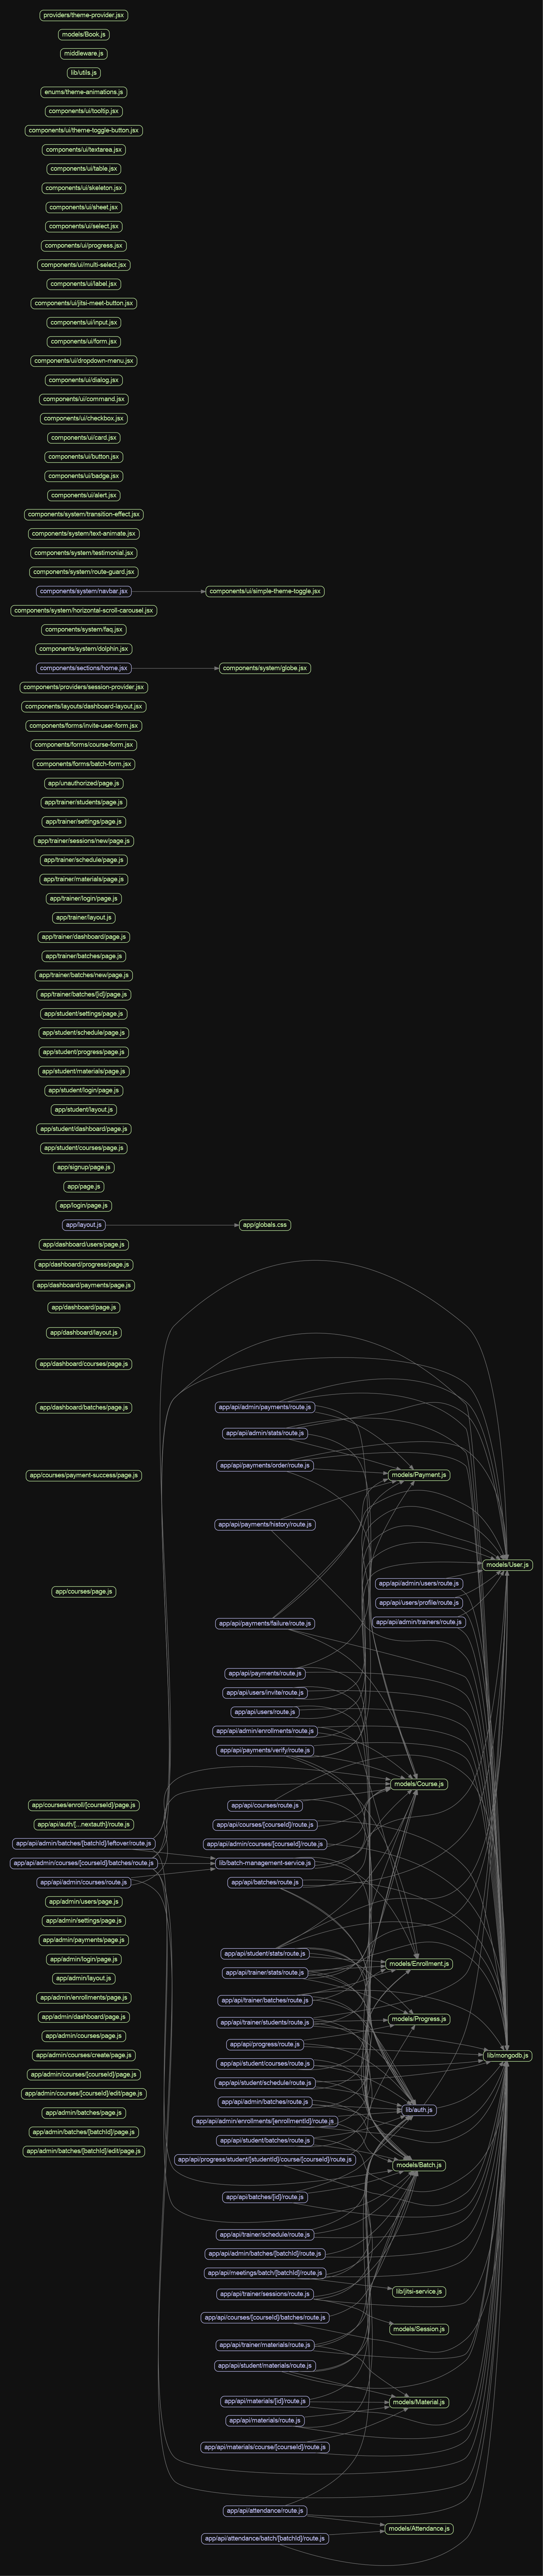 providers/theme-provider.jsx
models/Book.js
middleware.js
lib/utils.js
enums/theme-animations.js
components/ui/tooltip.jsx
components/ui/theme-toggle-button.jsx
components/ui/textarea.jsx
components/ui/table.jsx
components/ui/skeleton.jsx
components/ui/sheet.jsx
components/ui/select.jsx
components/ui/progress.jsx
components/ui/multi-select.jsx
components/ui/label.jsx
components/ui/jitsi-meet-button.jsx
components/ui/input.jsx
components/ui/form.jsx
components/ui/dropdown-menu.jsx
components/ui/dialog.jsx
components/ui/command.jsx
components/ui/checkbox.jsx
components/ui/card.jsx
components/ui/button.jsx
components/ui/badge.jsx
components/ui/alert.jsx
components/system/transition-effect.jsx
components/system/text-animate.jsx
components/system/testimonial.jsx
components/system/route-guard.jsx
components/system/navbar.jsx
components/ui/simple-theme-toggle.jsx
components/system/horizontal-scroll-carousel.jsx
components/system/faq.jsx
components/system/dolphin.jsx
components/sections/home.jsx
components/system/globe.jsx
components/providers/session-provider.jsx
components/layouts/dashboard-layout.jsx
components/forms/invite-user-form.jsx
components/forms/course-form.jsx
components/forms/batch-form.jsx
app/unauthorized/page.js
app/trainer/students/page.js
app/trainer/settings/page.js
app/trainer/sessions/new/page.js
app/trainer/schedule/page.js
app/trainer/materials/page.js
app/trainer/login/page.js
app/trainer/layout.js
app/trainer/dashboard/page.js
app/trainer/batches/page.js
app/trainer/batches/new/page.js
app/trainer/batches/[id]/page.js
app/student/settings/page.js
app/student/schedule/page.js
app/student/progress/page.js
app/student/materials/page.js
app/student/login/page.js
app/student/layout.js
app/student/dashboard/page.js
app/student/courses/page.js
app/signup/page.js
app/page.js
app/login/page.js
app/layout.js
app/globals.css
app/dashboard/users/page.js
app/dashboard/progress/page.js
app/dashboard/payments/page.js
app/dashboard/page.js
app/dashboard/layout.js
app/dashboard/courses/page.js
app/dashboard/batches/page.js
app/api/admin/payments/route.js
app/api/admin/stats/route.js
app/api/payments/order/route.js
app/courses/payment-success/page.js
models/Payment.js
app/api/payments/history/route.js
models/User.js
app/api/admin/users/route.js
app/courses/page.js
app/api/users/profile/route.js
app/api/payments/failure/route.js
app/api/admin/trainers/route.js
app/api/payments/route.js
app/api/users/invite/route.js
app/api/users/route.js
app/api/admin/enrollments/route.js
app/api/payments/verify/route.js
models/Course.js
app/courses/enroll/[courseId]/page.js
app/api/courses/route.js
app/api/auth/[...nextauth]/route.js
app/api/courses/[courseId]/route.js
app/api/admin/batches/[batchId]/leftover/route.js
app/api/admin/courses/[courseId]/route.js
app/api/admin/courses/[courseId]/batches/route.js
lib/batch-management-service.js
app/api/admin/courses/route.js
app/api/batches/route.js
app/admin/users/page.js
app/admin/settings/page.js
app/admin/payments/page.js
app/api/student/stats/route.js
app/admin/login/page.js
models/Enrollment.js
app/api/trainer/stats/route.js
app/admin/layout.js
app/admin/enrollments/page.js
app/api/trainer/batches/route.js
app/admin/dashboard/page.js
models/Progress.js
app/api/trainer/students/route.js
app/admin/courses/page.js
app/api/progress/route.js
app/admin/courses/create/page.js
lib/mongodb.js
app/api/student/courses/route.js
app/admin/courses/[courseId]/page.js
app/api/student/schedule/route.js
app/admin/courses/[courseId]/edit/page.js
app/api/admin/batches/route.js
lib/auth.js
app/admin/batches/page.js
app/api/admin/enrollments/[enrollmentId]/route.js
app/admin/batches/[batchId]/page.js
app/api/student/batches/route.js
app/admin/batches/[batchId]/edit/page.js
app/api/progress/student/[studentId]/course/[courseId]/route.js
models/Batch.js
app/api/batches/[id]/route.js
app/api/trainer/schedule/route.js
app/api/admin/batches/[batchId]/route.js
app/api/meetings/batch/[batchId]/route.js
lib/jitsi-service.js
app/api/trainer/sessions/route.js
app/api/courses/[courseId]/batches/route.js
models/Session.js
app/api/trainer/materials/route.js
app/api/student/materials/route.js
app/api/materials/[id]/route.js
models/Material.js
app/api/materials/route.js
app/api/materials/course/[courseId]/route.js
app/api/attendance/route.js
models/Attendance.js
app/api/attendance/batch/[batchId]/route.js